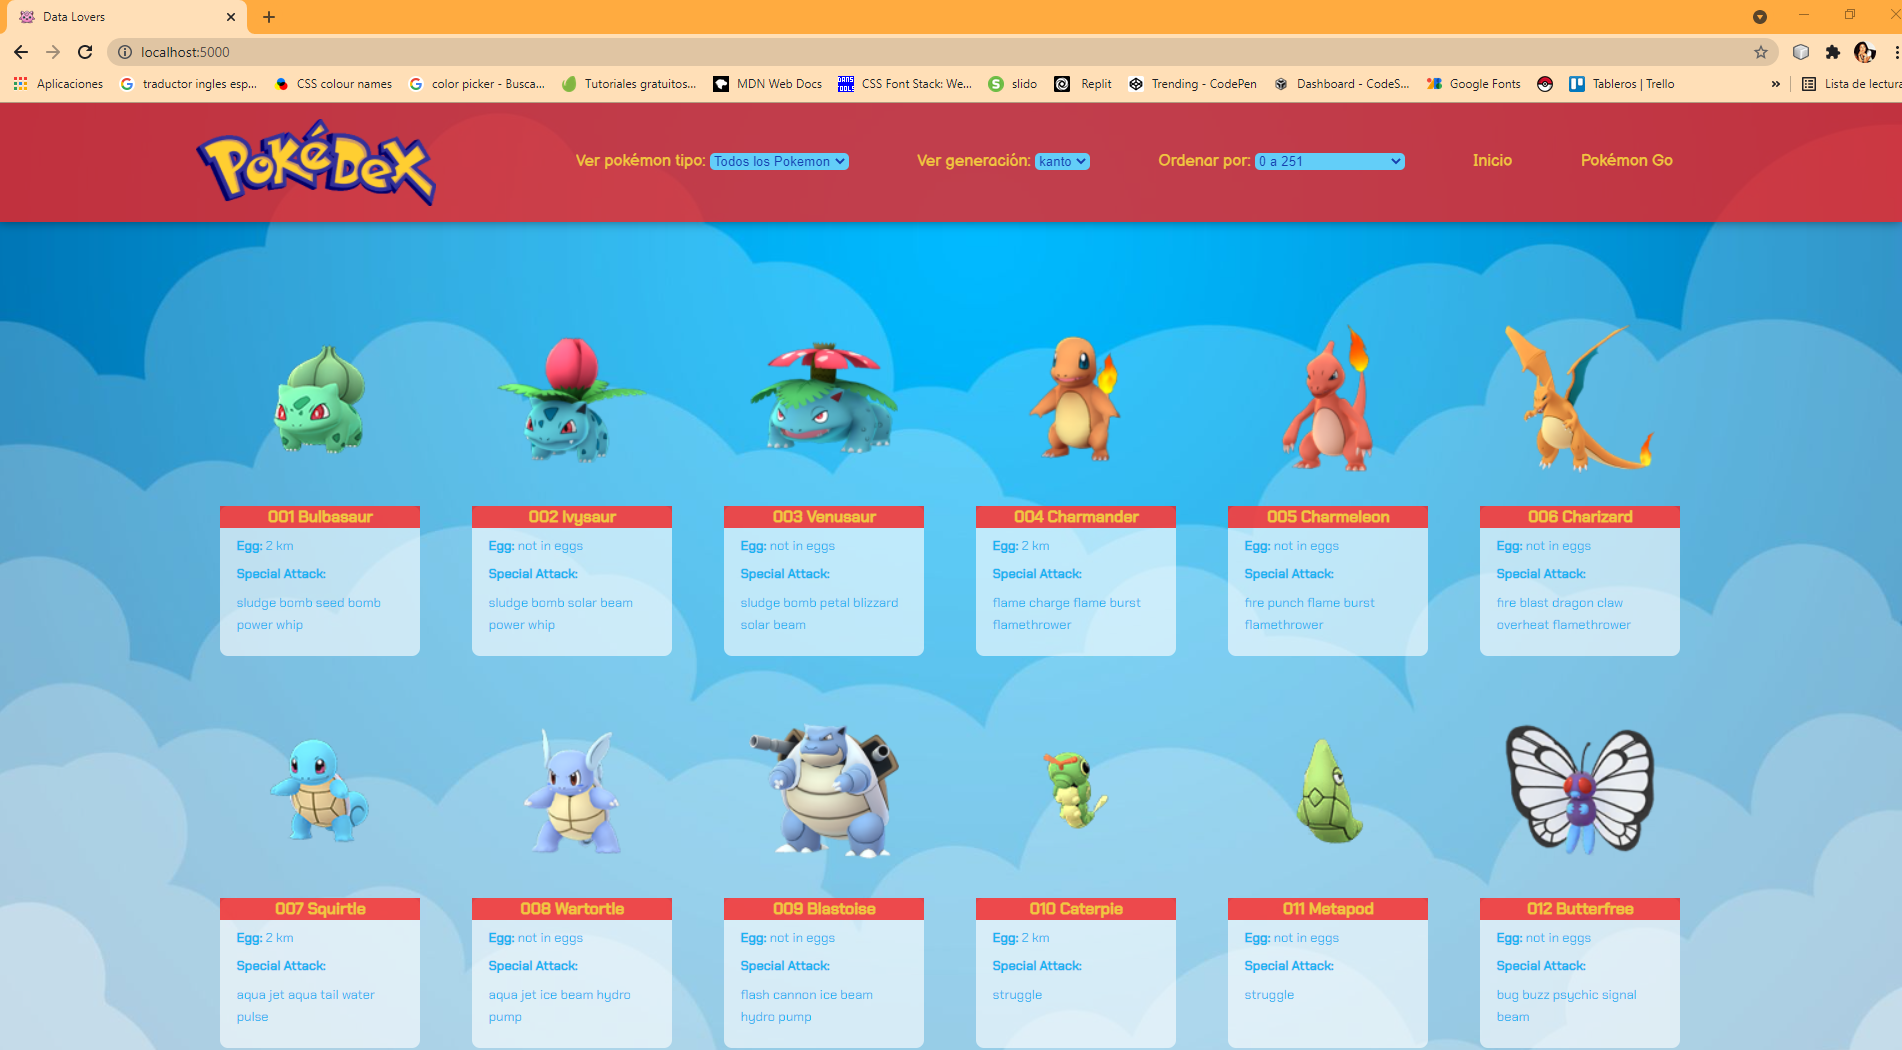 Data Lovers
localhost:5000
Aplicaciones
traductor ingles esp...
CSS colour names
color picker - Busca...
Tutoriales gratuitos...
MDN Web Docs
CSS Font Stack: We...
slido
Replit
Trending - CodePen
Dashboard - CodeS...
Google Fonts
Tableros | Trello
»
Lista de lectura
PoKéDeX
Ver pokémon tipo: Todos los Pokemon
Ver generación: kanto
Ordenar por: 0 a 251
Inicio
Pokémon Go
001 Bulbasaur
Egg: 2 km
Special Attack:
sludge bomb seed bomb
power whip
002 Ivysaur
Egg: not in eggs
Special Attack:
sludge bomb solar beam
power whip
003 Venusaur
Egg: not in eggs
Special Attack:
sludge bomb petal blizzard
solar beam
004 Charmander
Egg: 2 km
Special Attack:
flame charge flame burst
flamethrower
005 Charmeleon
Egg: not in eggs
Special Attack:
fire punch flame burst
flamethrower
006 Charizard
Egg: not in eggs
Special Attack:
fire blast dragon claw
overheat flamethrower
007 Squirtle
Egg: 2 km
Special Attack:
aqua jet aqua tail water
pulse
008 Wartortle
Egg: not in eggs
Special Attack:
aqua jet ice beam hydro
pump
009 Blastoise
Egg: not in eggs
Special Attack:
flash cannon ice beam
hydro pump
010 Caterpie
Egg: 2 km
Special Attack:
struggle
011 Metapod
Egg: not in eggs
Special Attack:
struggle
012 Butterfree
Egg: not in eggs
Special Attack:
bug buzz psychic signal
beam